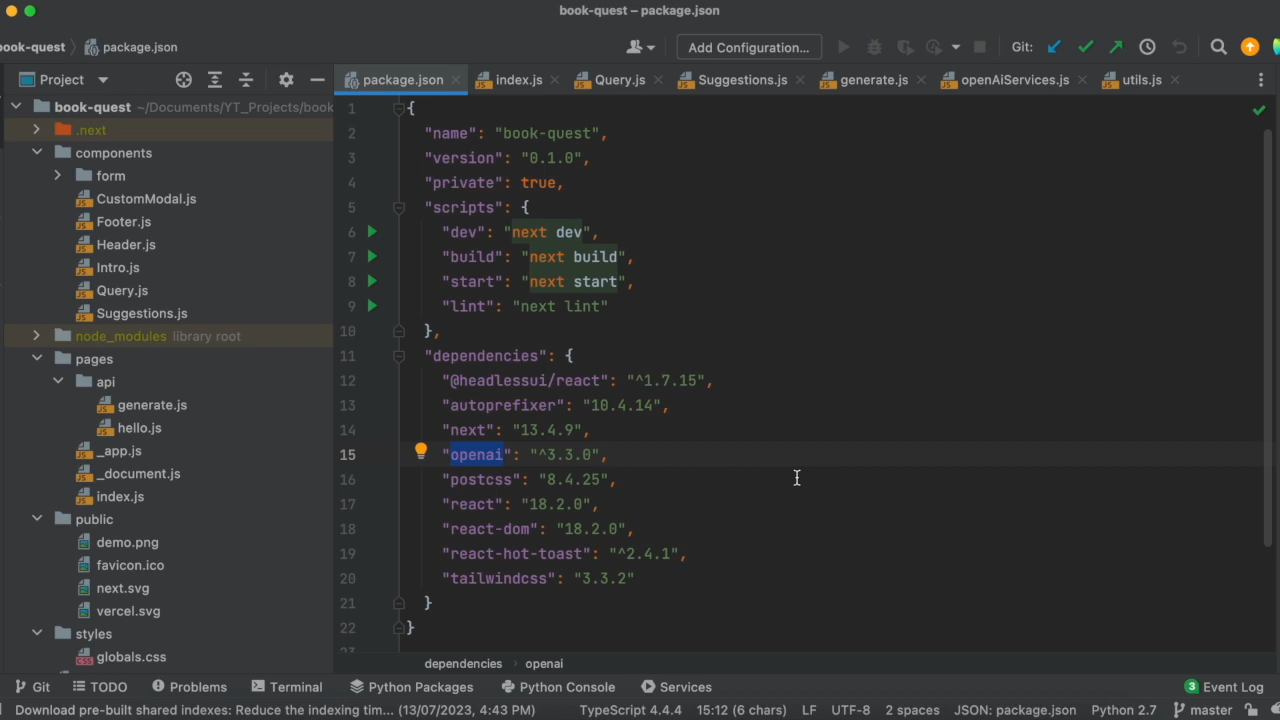 book-quest – package.json
book-quest package.json
Add Configuration...
Git:
Project
package.json
index.js
Query.js
Suggestions.js
generate.js
openAiServices.js
utils.js
book-quest ~/Documents/YT_Projects/book
.next
components
form
CustomModal.js
Footer.js
Header.js
Intro.js
Query.js
Suggestions.js
node_modules library root
pages
api
generate.js
hello.js
_app.js
_document.js
index.js
public
demo.png
favicon.ico
next.svg
vercel.svg
styles
globals.css
1 {
2 "name": "book-quest",
3 "version": "0.1.0",
4 "private": true,
5 "scripts": {
6 "dev": "next dev",
7 "build": "next build",
8 "start": "next start",
9 "lint": "next lint"
10 },
11 "dependencies": {
12 "@headlessui/react": "^1.7.15",
13 "autoprefixer": "10.4.14",
14 "next": "13.4.9",
15 "openai": "^3.3.0",
16 "postcss": "8.4.25",
17 "react": "18.2.0",
18 "react-dom": "18.2.0",
19 "react-hot-toast": "^2.4.1",
20 "tailwindcss": "3.3.2"
21 }
22 }
23
dependencies › openai
Git
TODO
Problems
Terminal
Python Packages
Python Console
Services
3 Event Log
Download pre-built shared indexes: Reduce the indexing tim... (13/07/2023, 4:43 PM)
TypeScript 4.4.4
15:12 (6 chars)
LF
UTF-8
2 spaces
JSON: package.json
Python 2.7
master